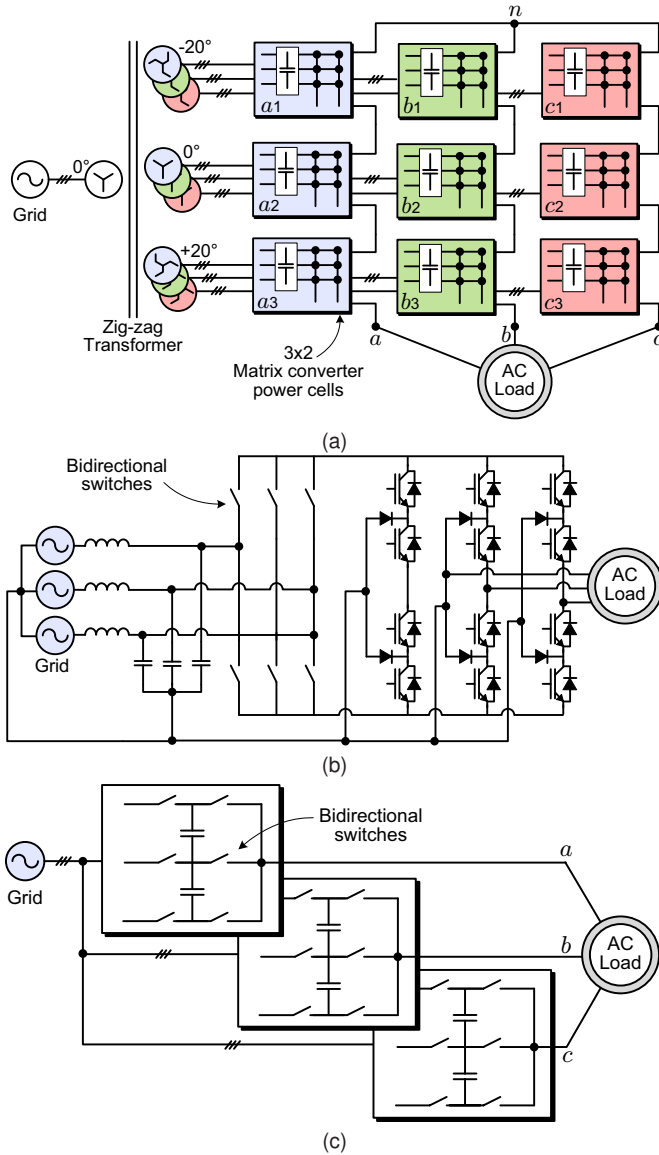 n
-20°
a1
b1
c1
0°
0°
Grid
a2
b2
c2
+20°
a3
b3
c3
Zig-zag
Transformer
a
b
c
3x2
Matrix converter
power cells
AC
Load
(a)
Bidirectional
switches
AC
Load
Grid
(b)
Bidirectional
switches
Grid
a
b
AC
Load
c
(c)